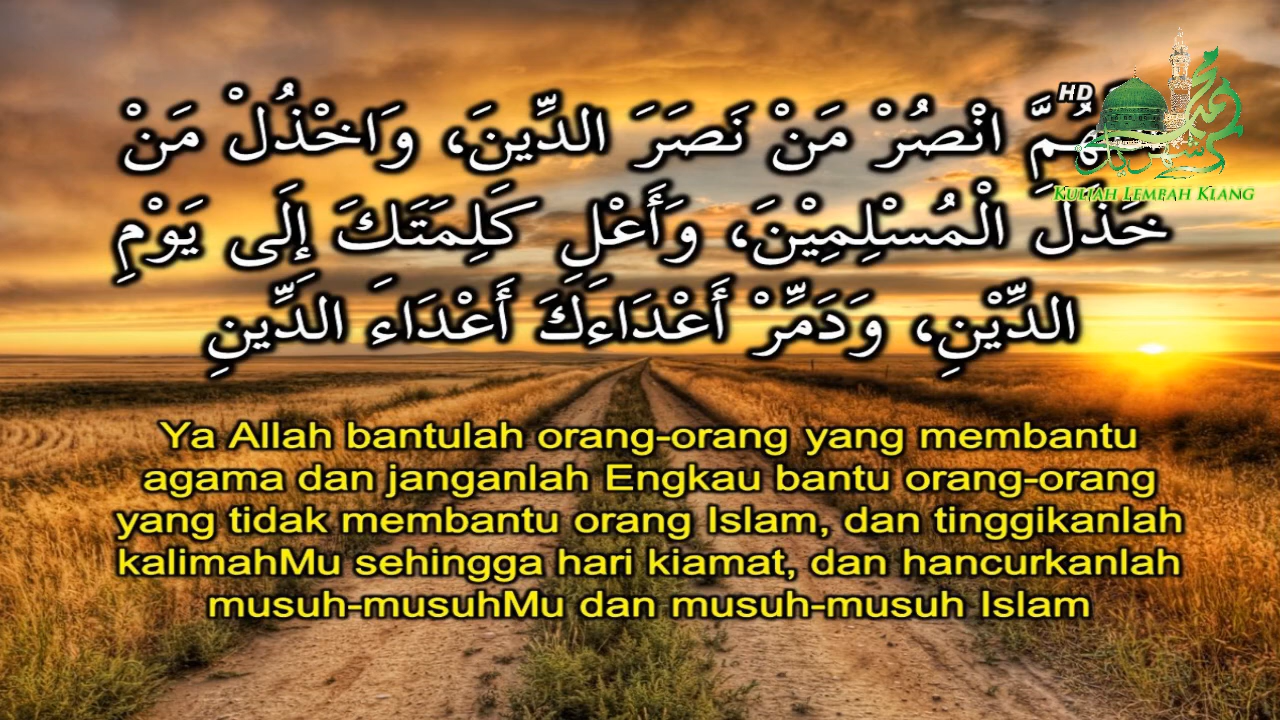 HD
انْصُرْ مَنْ نَصَرَ الدِّينَ، وَاخْذُلْ مَنْ
خَذَلَ الْمُسْلِمِيْنَ، وَأَعْلِ كَلِمَتَكَ إِلَى يَوْمِ
الدِّيْنِ، وَدَمِّرْ أَعْدَاءَكَ أَعْدَاءَ الدِّينِ
KULIAH LEMBAH KLANG
Ya Allah bantulah orang-orang yang membantu
agama dan janganlah Engkau bantu orang-orang
yang tidak membantu orang Islam, dan tinggikanlah
kalimahMu sehingga hari kiamat, dan hancurkanlah
musuh-musuhMu dan musuh-musuh Islam